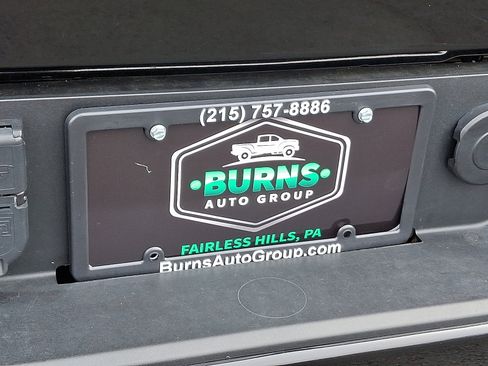 (215) 757-8886
•BURNS•
AUTO GROUP
FAIRLESS HILLS, PA
BurnsAutoGroup.com